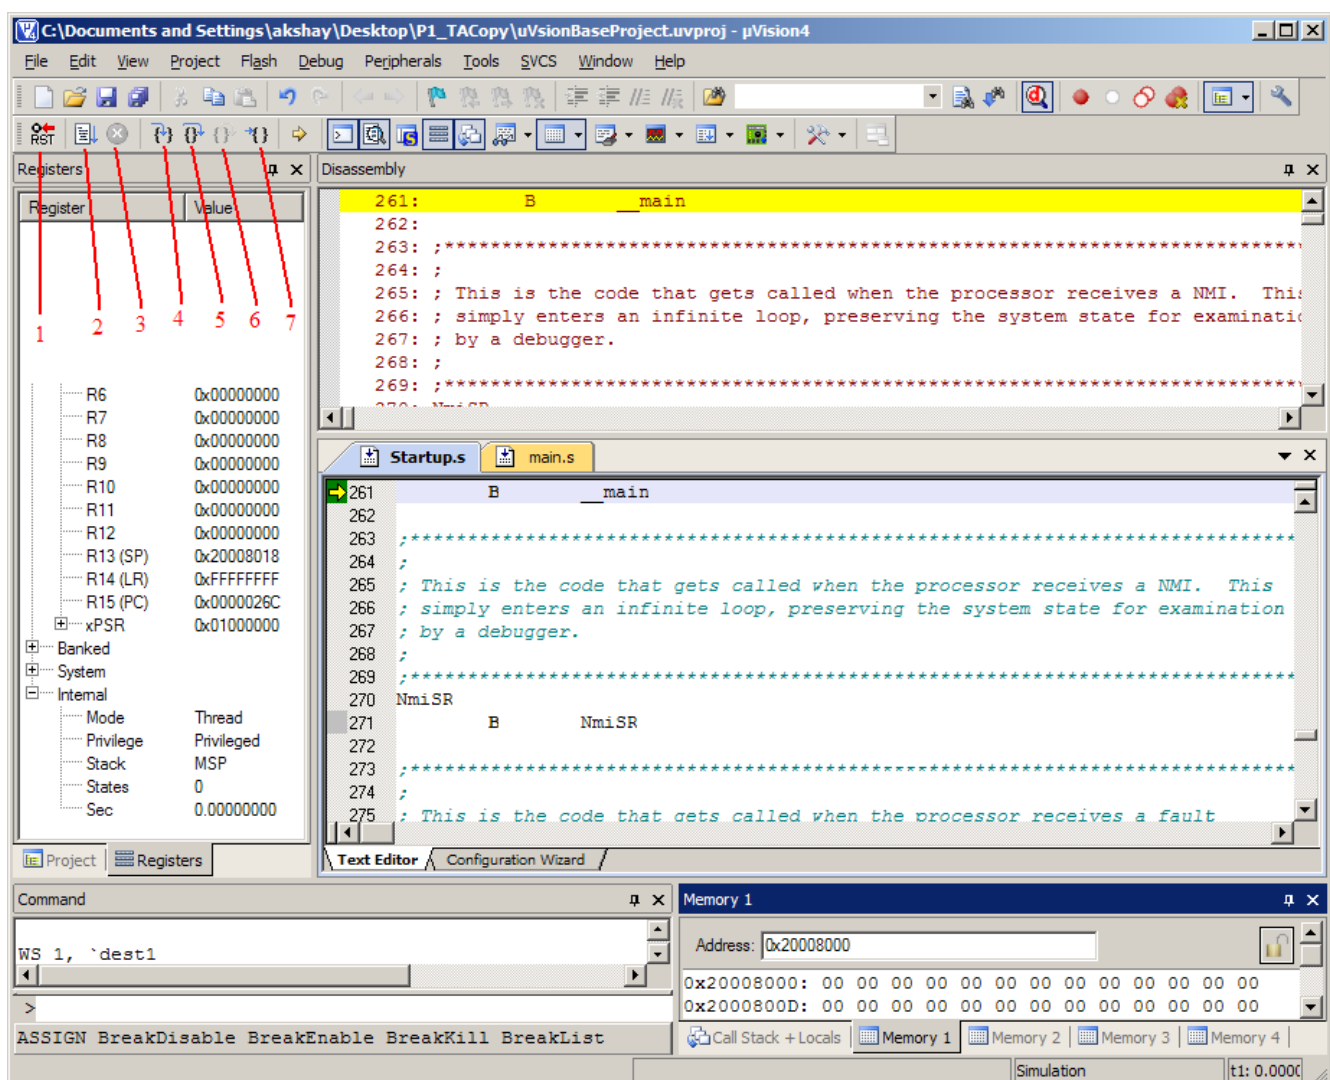 C:\Documents and Settings\akshay\Desktop\P1_TACopy\uVsionBaseProject.uvproj - µVision4
File Edit View Project Flash Debug Peripherals Tools SVCS Window Help
RST
Registers
Register Value
1 2 3 4 5 6 7
R6 0x00000000
R7 0x00000000
R8 0x00000000
R9 0x00000000
R10 0x00000000
R11 0x00000000
R12 0x00000000
R13 (SP) 0x20008018
R14 (LR) 0xFFFFFFFF
R15 (PC) 0x0000026C
xPSR 0x01000000
Banked
System
Internal
Mode Thread
Privilege Privileged
Stack MSP
States 0
Sec 0.00000000
Project Registers
Disassembly
261: B __main
262:
263: ;**************************************************************************
264: ;
265: ; This is the code that gets called when the processor receives a NMI. This
266: ; simply enters an infinite loop, preserving the system state for examinatio
267: ; by a debugger.
268: ;
269: ;**************************************************************************
270: NmiSR
Startup.s main.s
261 B __main
262
263 ;*****************************************************************************
264 ;
265 ; This is the code that gets called when the processor receives a NMI. This
266 ; simply enters an infinite loop, preserving the system state for examination
267 ; by a debugger.
268 ;
269 ;*****************************************************************************
270 NmiSR
271 B NmiSR
272
273 ;*****************************************************************************
274 ;
275 ; This is the code that gets called when the processor receives a fault
Text Editor Configuration Wizard
Command
WS 1, `dest1
>
ASSIGN BreakDisable BreakEnable BreakKill BreakList
Memory 1
Address: 0x20008000
0x20008000: 00 00 00 00 00 00 00 00 00 00 00 00 00
0x2000800D: 00 00 00 00 00 00 00 00 00 00 00 00 00
Call Stack + Locals Memory 1 Memory 2 Memory 3 Memory 4
Simulation t1: 0.0000